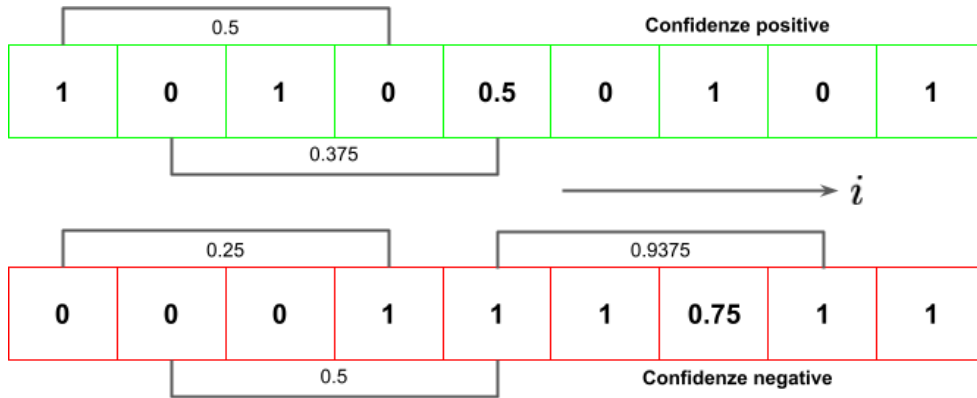 0.5
Confidenze positive
1 0 1 0 0.5 0 1 0 1
0.375
i
0.25
0.9375
0 0 0 1 1 1 0.75 1 1
0.5
Confidenze negative